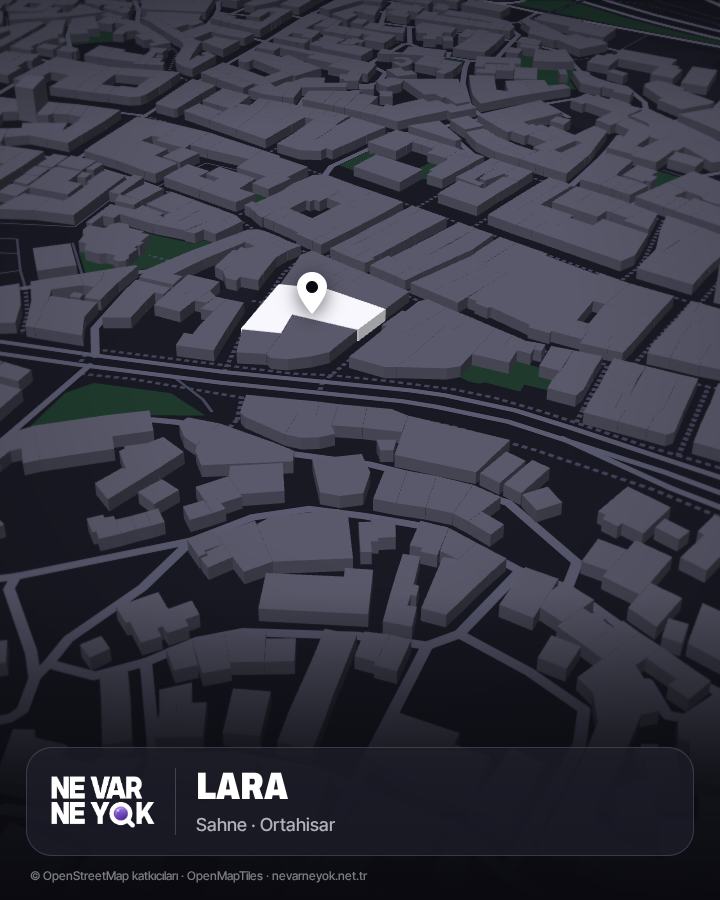 NE VAR
NE YOK
LARA
Sahne · Ortahisar
© OpenStreetMap katkıcıları · OpenMapTiles · nevarneyok.net.tr